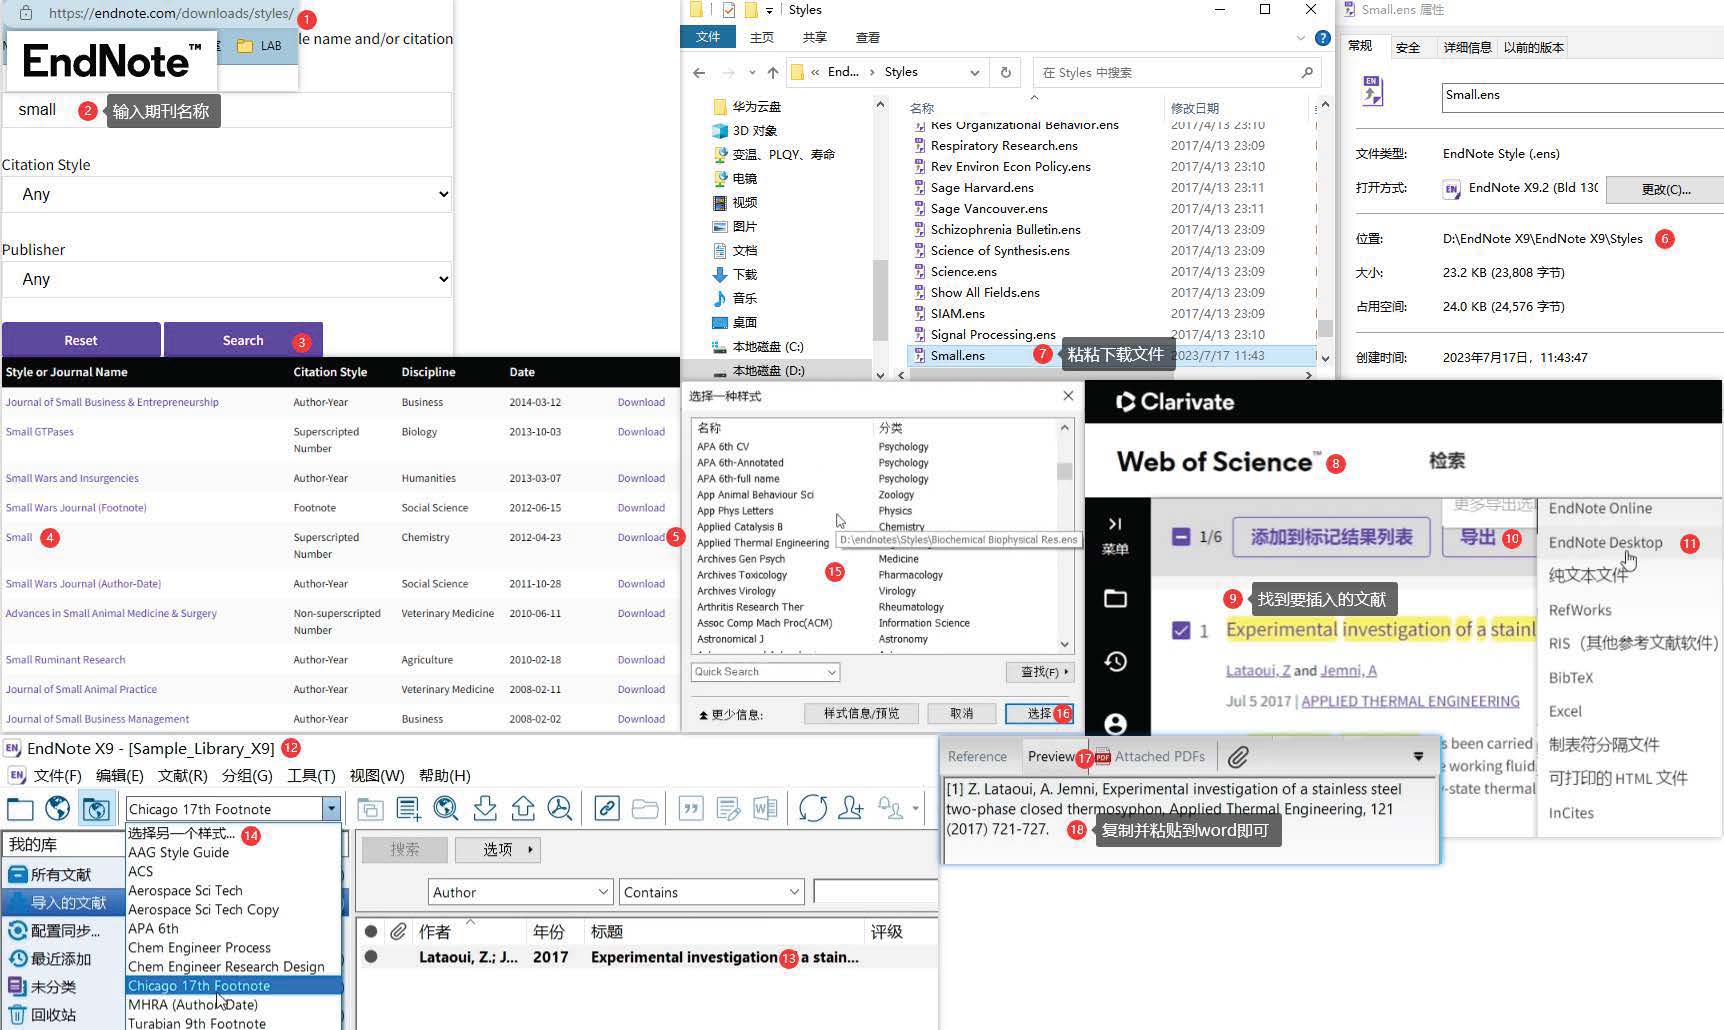 https://endnote.com/downloads/styles/ 1
le name and/or citation
LAB
EndNote™
small 2 输入期刊名称
Citation Style
Any
Publisher
Any
Reset
Search 3
Style or Journal Name Citation Style Discipline Date
Journal of Small Business & Entrepreneurship Author-Year Business 2014-03-12 Download
Small GTPases Superscripted Number Biology 2013-10-03 Download
Small Wars and Insurgencies Author-Year Humanities 2013-03-07 Download
Small Wars Journal (Footnote) Footnote Social Science 2012-06-15 Download
Small 4 Superscripted Number Chemistry 2012-04-23 Download 5
Small Wars Journal (Author-Date) Author-Year Social Science 2011-10-28 Download
Advances in Small Animal Medicine & Surgery Non-superscripted Number Veterinary Medicine 2010-06-11 Download
Small Ruminant Research Author-Year Agriculture 2010-02-18 Download
Journal of Small Animal Practice Author-Year Veterinary Medicine 2008-02-11 Download
Journal of Small Business Management Author-Year Business 2008-02-02 Download
Styles
文件 主页 共享 查看
« End... › Styles
在 Styles 中搜索
华为云盘
3D 对象
变温、PLQY、寿命
电镜
视频
图片
文档
下载
音乐
桌面
本地磁盘 (C:)
本地磁盘 (D:)
名称 修改日期
Res Organizational Behavior.ens 2017/4/13 23:10
Respiratory Research.ens 2017/4/13 23:09
Rev Environ Econ Policy.ens 2017/4/13 23:10
Sage Harvard.ens 2017/4/13 23:11
Sage Vancouver.ens 2017/4/13 23:11
Schizophrenia Bulletin.ens 2017/4/13 23:09
Science of Synthesis.ens 2017/4/13 23:09
Science.ens 2017/4/13 23:09
Show All Fields.ens 2017/4/13 23:09
SIAM.ens 2017/4/13 23:09
Signal Processing.ens 2017/4/13 23:10
Small.ens 7 粘粘下载文件 2023/7/17 11:43
Small.ens 属性
常规 安全 详细信息 以前的版本
Small.ens
文件类型: EndNote Style (.ens)
打开方式: EndNote X9.2 (Bld 130 更改(C)...
位置: D:\EndNote X9\EndNote X9\Styles 6
大小: 23.2 KB (23,808 字节)
占用空间: 24.0 KB (24,576 字节)
创建时间: 2023年7月17日，11:43:47
选择一种样式
名称 分类
APA 6th CV Psychology
APA 6th-Annotated Psychology
APA 6th-full name Psychology
App Animal Behaviour Sci Zoology
App Phys Letters Physics
Applied Catalysis B Chemistry
Applied Thermal Engineering D:\endnotes\Styles\Biochemical Biophysical Res.ens
Archives Gen Psych Medicine
Archives Toxicology 15 Pharmacology
Archives Virology Virology
Arthritis Research Ther Rheumatology
Assoc Comp Mach Proc(ACM) Information Science
Astronomical J Astronomy
Quick Search
查找(F)
更少信息: 样式信息/预览 取消 选择 16
Clarivate
Web of Science™ 8 检索
菜单
1/6 添加到标记结果列表 导出 10
更多导出选
EndNote Online
EndNote Desktop 11
纯文本文件
RefWorks
RIS（其他参考文献软件）
BibTeX
Excel
制表符分隔文件
可打印的 HTML 文件
InCites
9 找到要插入的文献
1 Experimental investigation of a stainl
Lataoui, Z and Jemni, A
Jul 5 2017 | APPLIED THERMAL ENGINEERING
s been carried
e working fluid
y-state thermal
EndNote X9 - [Sample_Library_X9] 12
文件(F) 编辑(E) 文献(R) 分组(G) 工具(T) 视图(W) 帮助(H)
Chicago 17th Footnote
选择另一个样式... 14
AAG Style Guide
ACS
Aerospace Sci Tech
Aerospace Sci Tech Copy
APA 6th
Chem Engineer Process
Chem Engineer Research Design
Chicago 17th Footnote
MHRA (Author-Date)
Turabian 9th Footnote
我的库
所有文献
导入的文献
配置同步...
最近添加
未分类
回收站
搜索 选项
Author Contains
作者 年份 标题 评级
Lataoui, Z.; J... 2017 Experimental investigation 13 a stain...
Reference Preview 17 PDF Attached PDFs
[1] Z. Lataoui, A. Jemni, Experimental investigation of a stainless steel
two-phase closed thermosyphon, Applied Thermal Engineering, 121
(2017) 721-727. 18 复制并粘贴到word即可